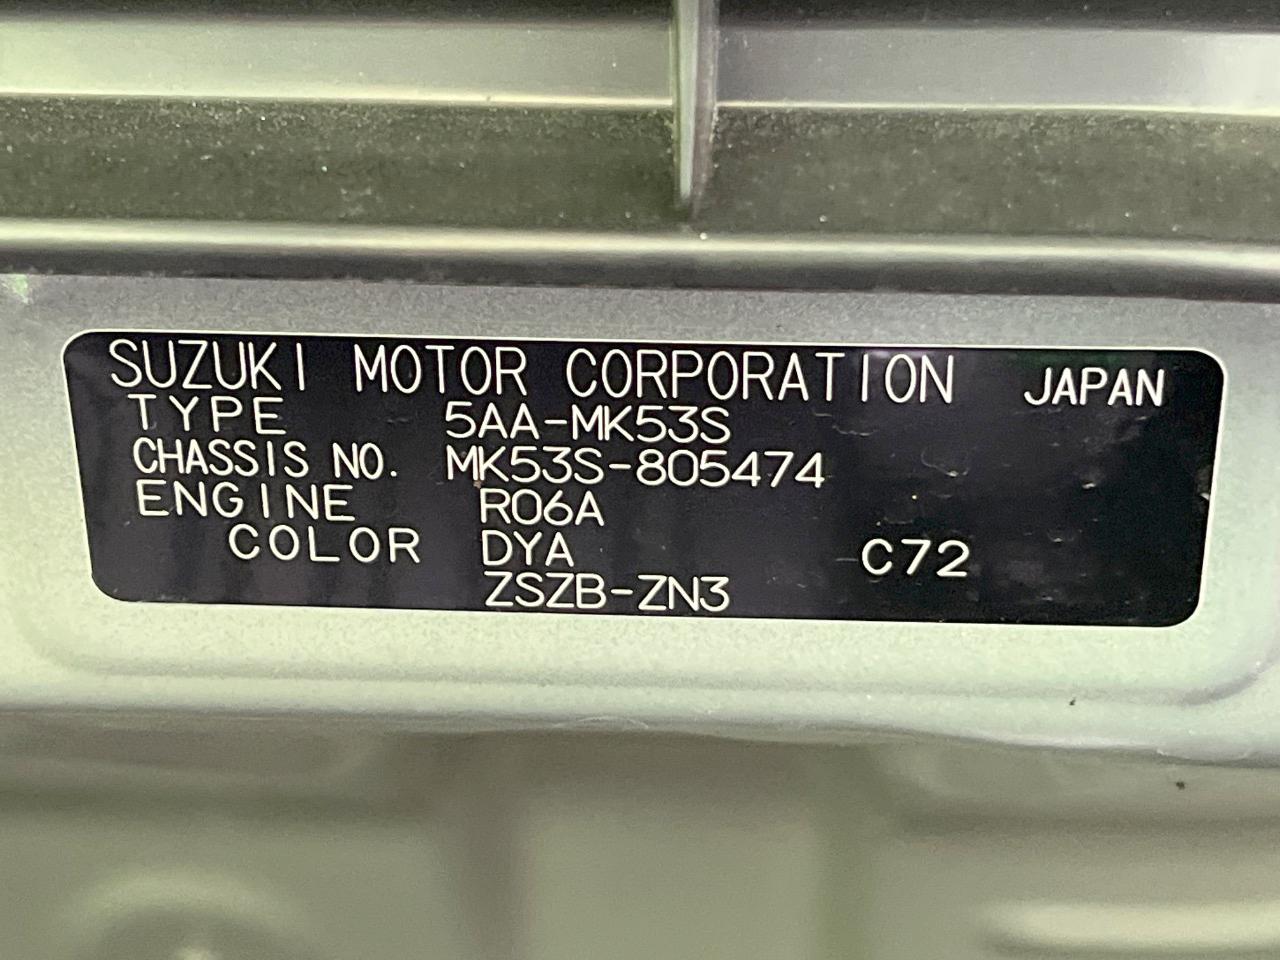 SUZUKI MOTOR CORPORATION JAPAN
TYPE 5AA-MK53S
CHASSIS NO. MK53S-805474
ENGINE R06A
COLOR DYA C72
ZSZB-ZN3